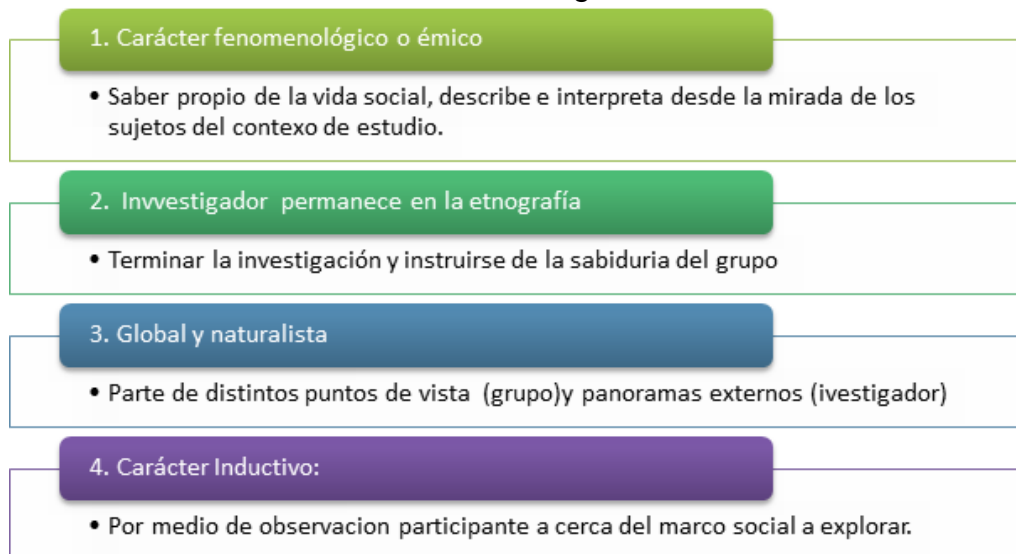 1. Carácter fenomenológico o émico
• Saber propio de la vida social, describe e interpreta desde la mirada de los
sujetos del contexo de estudio.
2. Invvestigador permanece en la etnografía
• Terminar la investigación y instruirse de la sabiduria del grupo
3. Global y naturalista
• Parte de distintos puntos de vista (grupo)y panoramas externos (ivestigador)
4. Carácter Inductivo:
• Por medio de observacion participante a cerca del marco social a explorar.